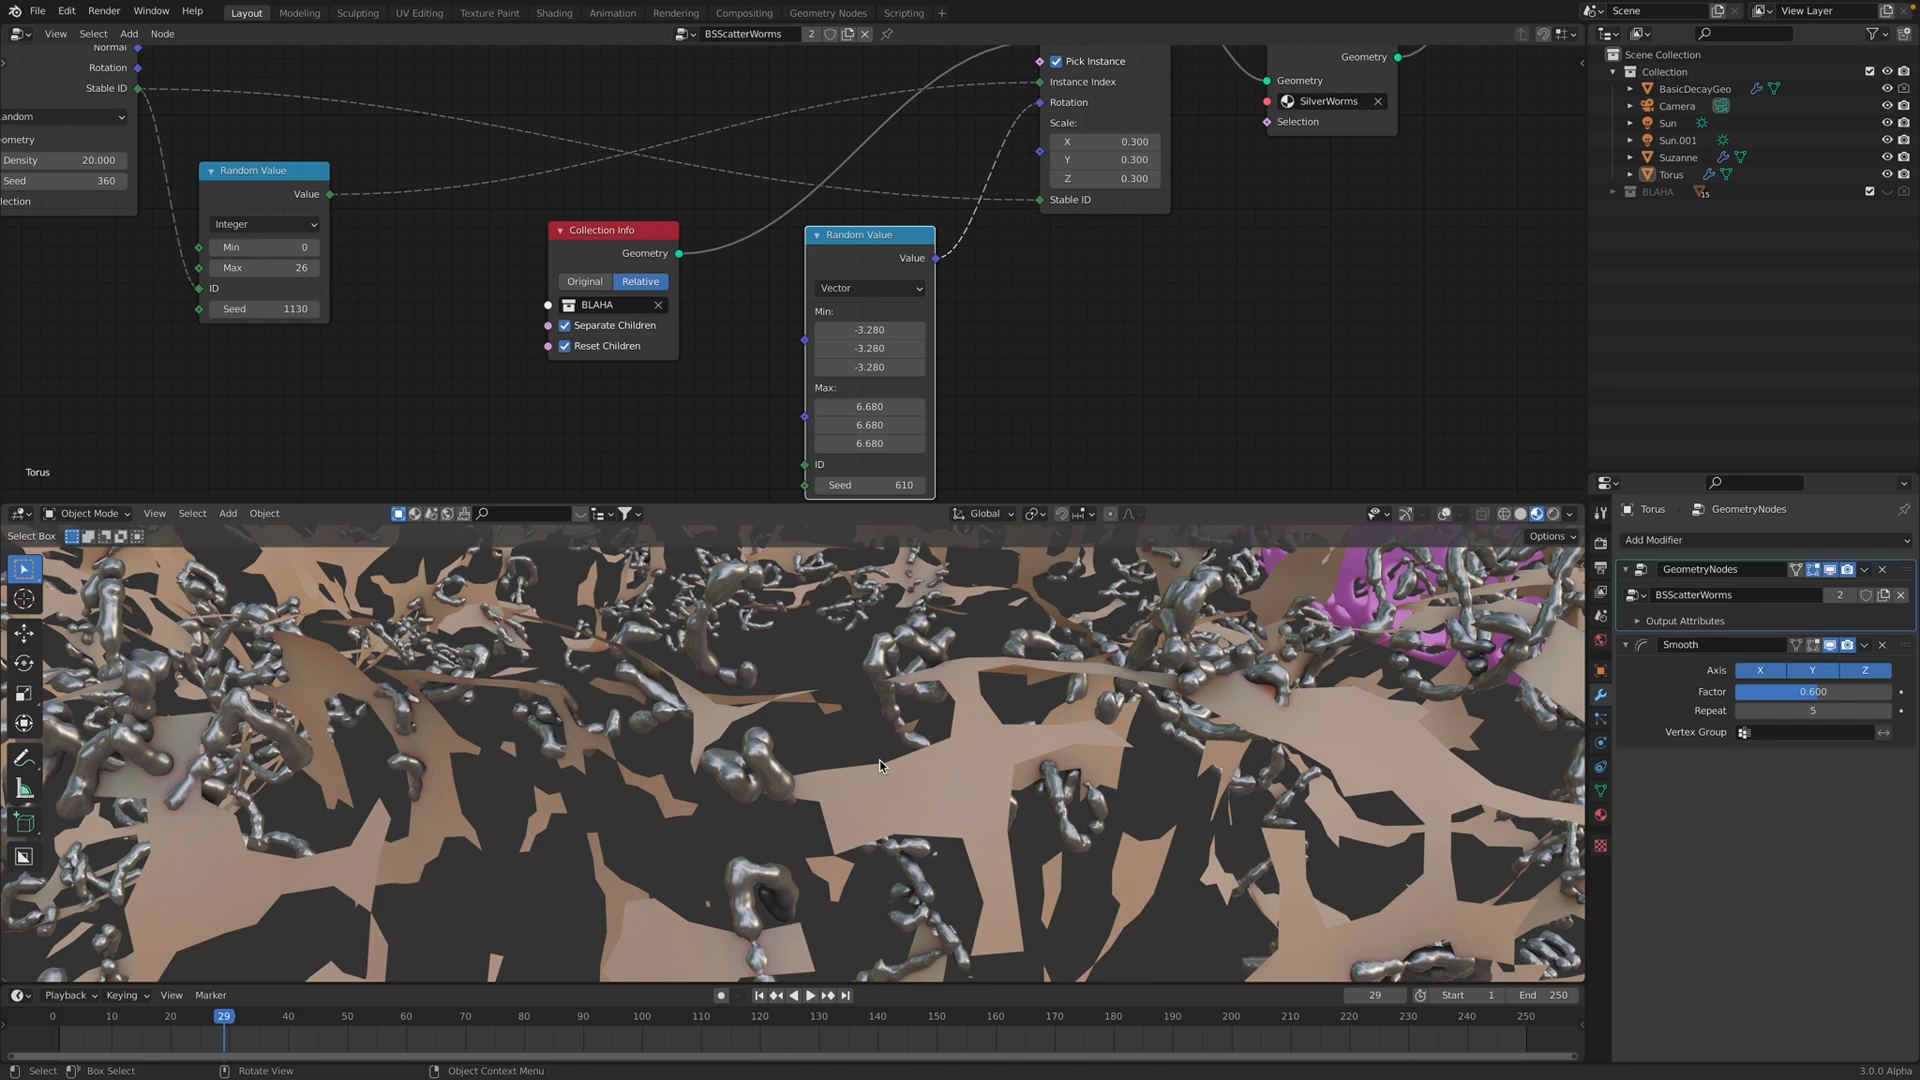 File Edit Render Window Help Layout Modeling Sculpting UV Editing Texture Paint Shading Animation Rendering Compositing Geometry Nodes Scripting + Scene View Layer
View Select Add Node BSScatterWorms 2
Normal
Rotation
Stable ID
andom
eometry
Density 20.000
Seed 360
lection
Random Value
Value
Integer
Min 0
Max 26
ID
Seed 1130
Collection Info
Geometry
Original Relative
BLAHA
Separate Children
Reset Children
Random Value
Value
Vector
Min:
-3.280
-3.280
-3.280
Max:
6.680
6.680
6.680
ID
Seed 610
Pick Instance
Instance Index
Rotation
Scale:
X 0.300
Y 0.300
Z 0.300
Stable ID
Geometry
Geometry
SilverWorms
Selection
Torus
Scene Collection
Collection
BasicDecayGeo
Camera
Sun
Sun.001
Suzanne
Torus
BLAHA 15
Object Mode View Select Add Object Global
Select Box Options
Torus GeometryNodes
Add Modifier
GeometryNodes
BSScatterWorms 2
Output Attributes
Smooth
Axis X Y Z
Factor 0.600
Repeat 5
Vertex Group
Playback Keying View Marker 29 Start 1 End 250
0 10 20 29 40 50 60 70 80 90 100 110 120 130 140 150 160 170 180 190 200 210 220 230 240 250
Select Box Select Rotate View Object Context Menu 3.0.0 Alpha